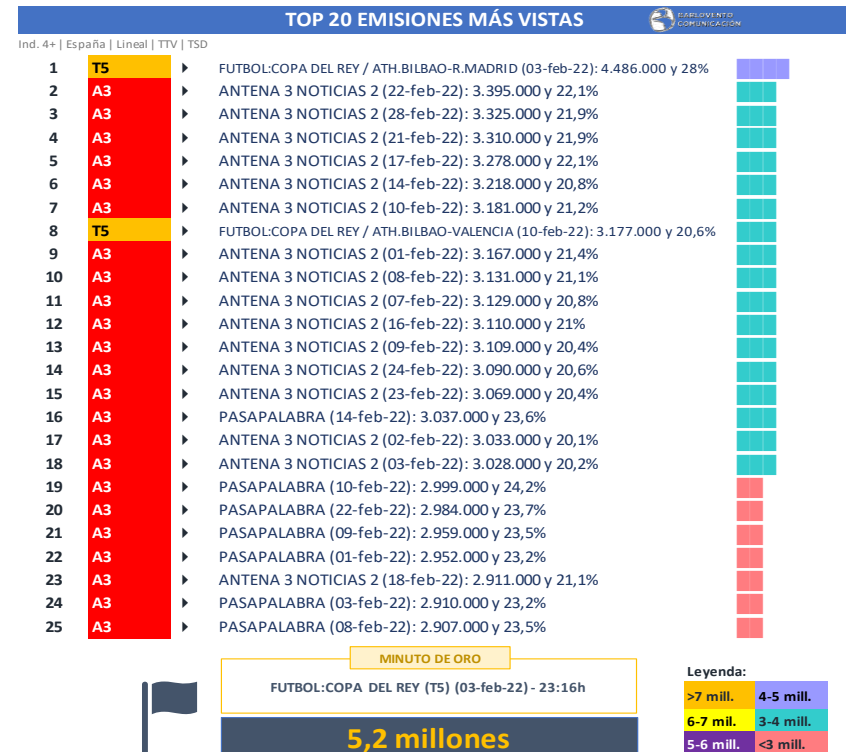 TOP 20 EMISIONES MÁS VISTAS
BARLOVENTO
COMUNICACIÓN
Ind. 4+ | España | Lineal | TTV | TSD
1 T5 FUTBOL:COPA DEL REY / ATH.BILBAO-R.MADRID (03-feb-22): 4.486.000 y 28%
2 A3 ANTENA 3 NOTICIAS 2 (22-feb-22): 3.395.000 y 22,1%
3 A3 ANTENA 3 NOTICIAS 2 (28-feb-22): 3.325.000 y 21,9%
4 A3 ANTENA 3 NOTICIAS 2 (21-feb-22): 3.310.000 y 21,9%
5 A3 ANTENA 3 NOTICIAS 2 (17-feb-22): 3.278.000 y 22,1%
6 A3 ANTENA 3 NOTICIAS 2 (14-feb-22): 3.218.000 y 20,8%
7 A3 ANTENA 3 NOTICIAS 2 (10-feb-22): 3.181.000 y 21,2%
8 T5 FUTBOL:COPA DEL REY / ATH.BILBAO-VALENCIA (10-feb-22): 3.177.000 y 20,6%
9 A3 ANTENA 3 NOTICIAS 2 (01-feb-22): 3.167.000 y 21,4%
10 A3 ANTENA 3 NOTICIAS 2 (08-feb-22): 3.131.000 y 21,1%
11 A3 ANTENA 3 NOTICIAS 2 (07-feb-22): 3.129.000 y 20,8%
12 A3 ANTENA 3 NOTICIAS 2 (16-feb-22): 3.110.000 y 21%
13 A3 ANTENA 3 NOTICIAS 2 (09-feb-22): 3.109.000 y 20,4%
14 A3 ANTENA 3 NOTICIAS 2 (24-feb-22): 3.090.000 y 20,6%
15 A3 ANTENA 3 NOTICIAS 2 (23-feb-22): 3.069.000 y 20,4%
16 A3 PASAPALABRA (14-feb-22): 3.037.000 y 23,6%
17 A3 ANTENA 3 NOTICIAS 2 (02-feb-22): 3.033.000 y 20,1%
18 A3 ANTENA 3 NOTICIAS 2 (03-feb-22): 3.028.000 y 20,2%
19 A3 PASAPALABRA (10-feb-22): 2.999.000 y 24,2%
20 A3 PASAPALABRA (22-feb-22): 2.984.000 y 23,7%
21 A3 PASAPALABRA (09-feb-22): 2.959.000 y 23,5%
22 A3 PASAPALABRA (01-feb-22): 2.952.000 y 23,2%
23 A3 ANTENA 3 NOTICIAS 2 (18-feb-22): 2.911.000 y 21,1%
24 A3 PASAPALABRA (03-feb-22): 2.910.000 y 23,2%
25 A3 PASAPALABRA (08-feb-22): 2.907.000 y 23,5%
MINUTO DE ORO
FUTBOL:COPA DEL REY (T5) (03-feb-22) - 23:16h
5,2 millones
Leyenda:
>7 mill. 4-5 mill.
6-7 mill. 3-4 mill.
5-6 mill. <3 mill.